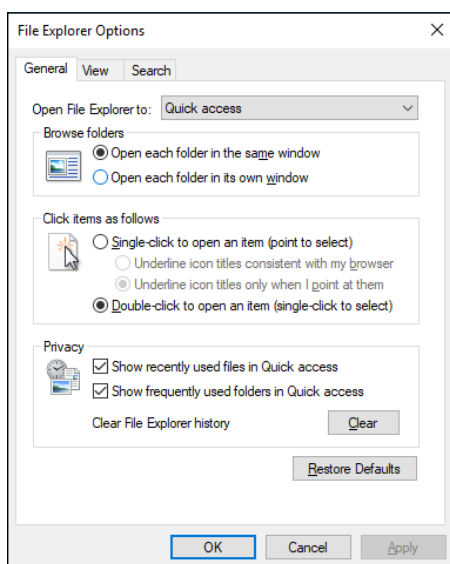 File Explorer Options
General View Search
Open File Explorer to: Quick access
Browse folders
Open each folder in the same window
Open each folder in its own window
Click items as follows
Single-click to open an item (point to select)
Underline icon titles consistent with my browser
Underline icon titles only when I point at them
Double-click to open an item (single-click to select)
Privacy
Show recently used files in Quick access
Show frequently used folders in Quick access
Clear File Explorer history Clear
Restore Defaults
OK Cancel Apply